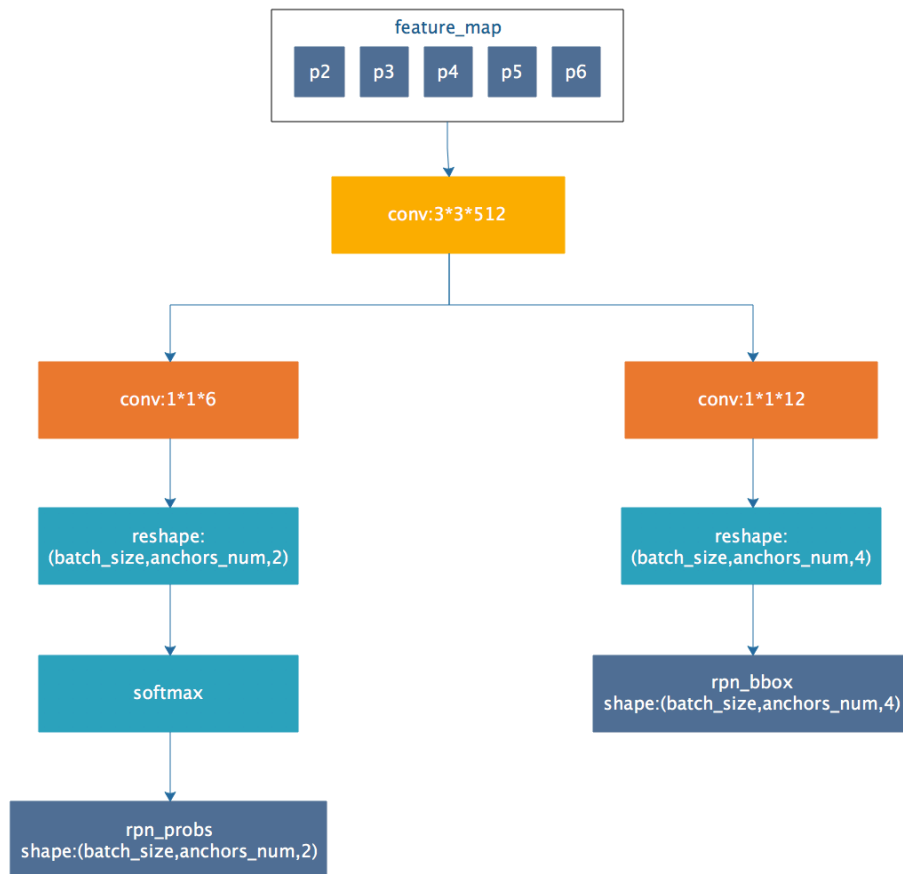 feature_map
p2
p3
p4
p5
p6
conv:3*3*512
conv:1*1*6
conv:1*1*12
reshape:
(batch_size,anchors_num,2)
reshape:
(batch_size,anchors_num,4)
softmax
rpn_bbox
shape:(batch_size,anchors_num,4)
rpn_probs
shape:(batch_size,anchors_num,2)